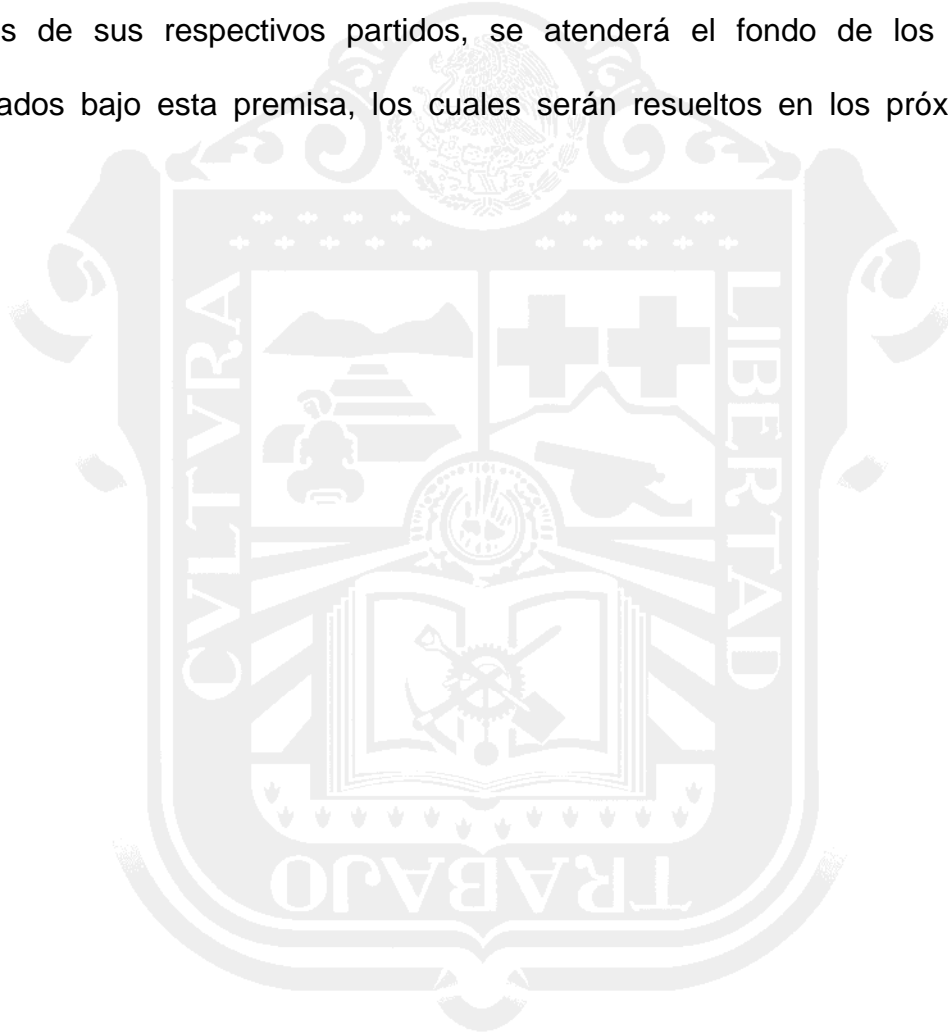 s de sus respectivos partidos, se atenderá el fondo de los
ados bajo esta premisa, los cuales serán resueltos en los próx
CVLTVRA
LIBERTAD
TRABAJO